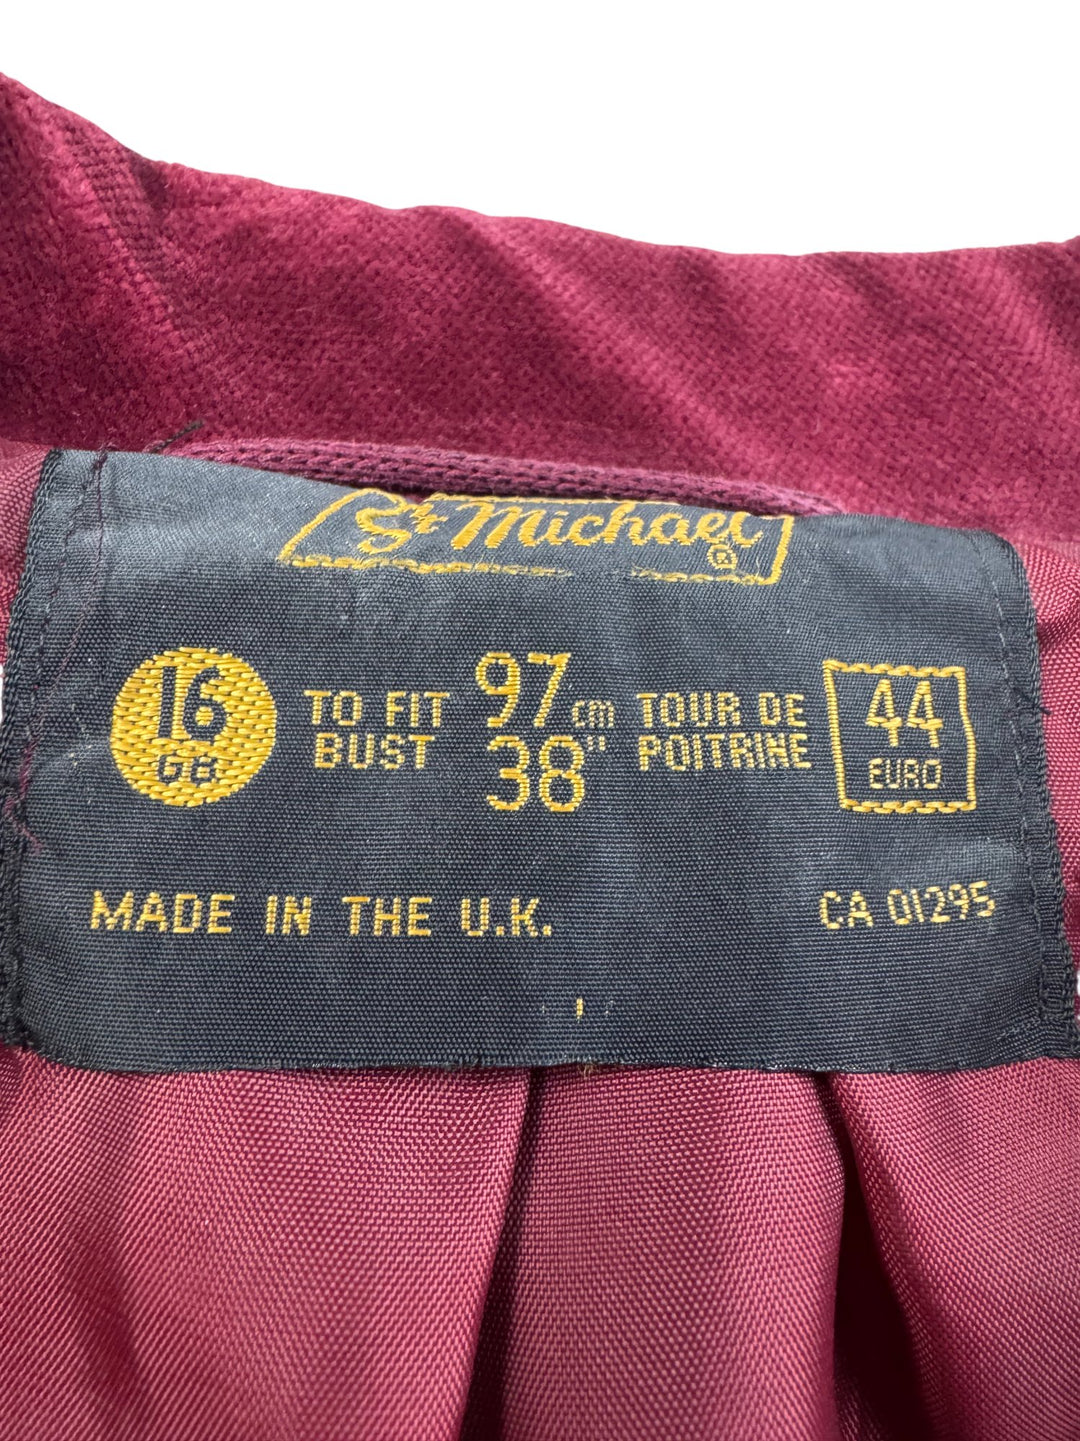 St Michael ®
16 GB
TO FIT BUST
97 cm
38"
TOUR DE POITRINE
44 EURO
MADE IN THE U.K.
CA 01295